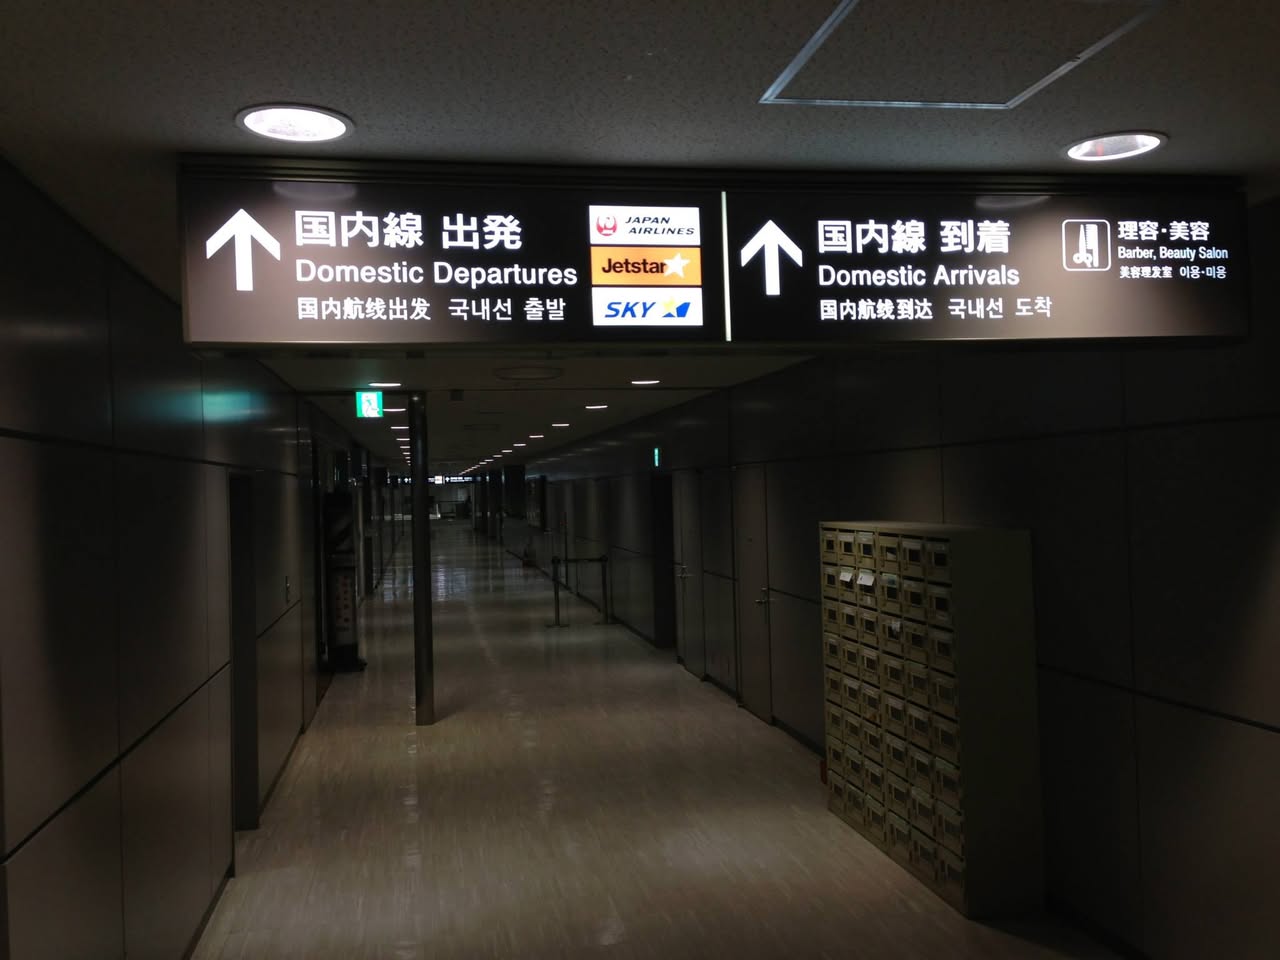 国内線 出発
Domestic Departures
国内航线出发 국내선 출발
JAPAN
AIRLINES
Jetstar
SKY
国内線 到着
Domestic Arrivals
国内航线到达 국내선 도착
理容・美容
Barber, Beauty Salon
美容理发室 이용·미용